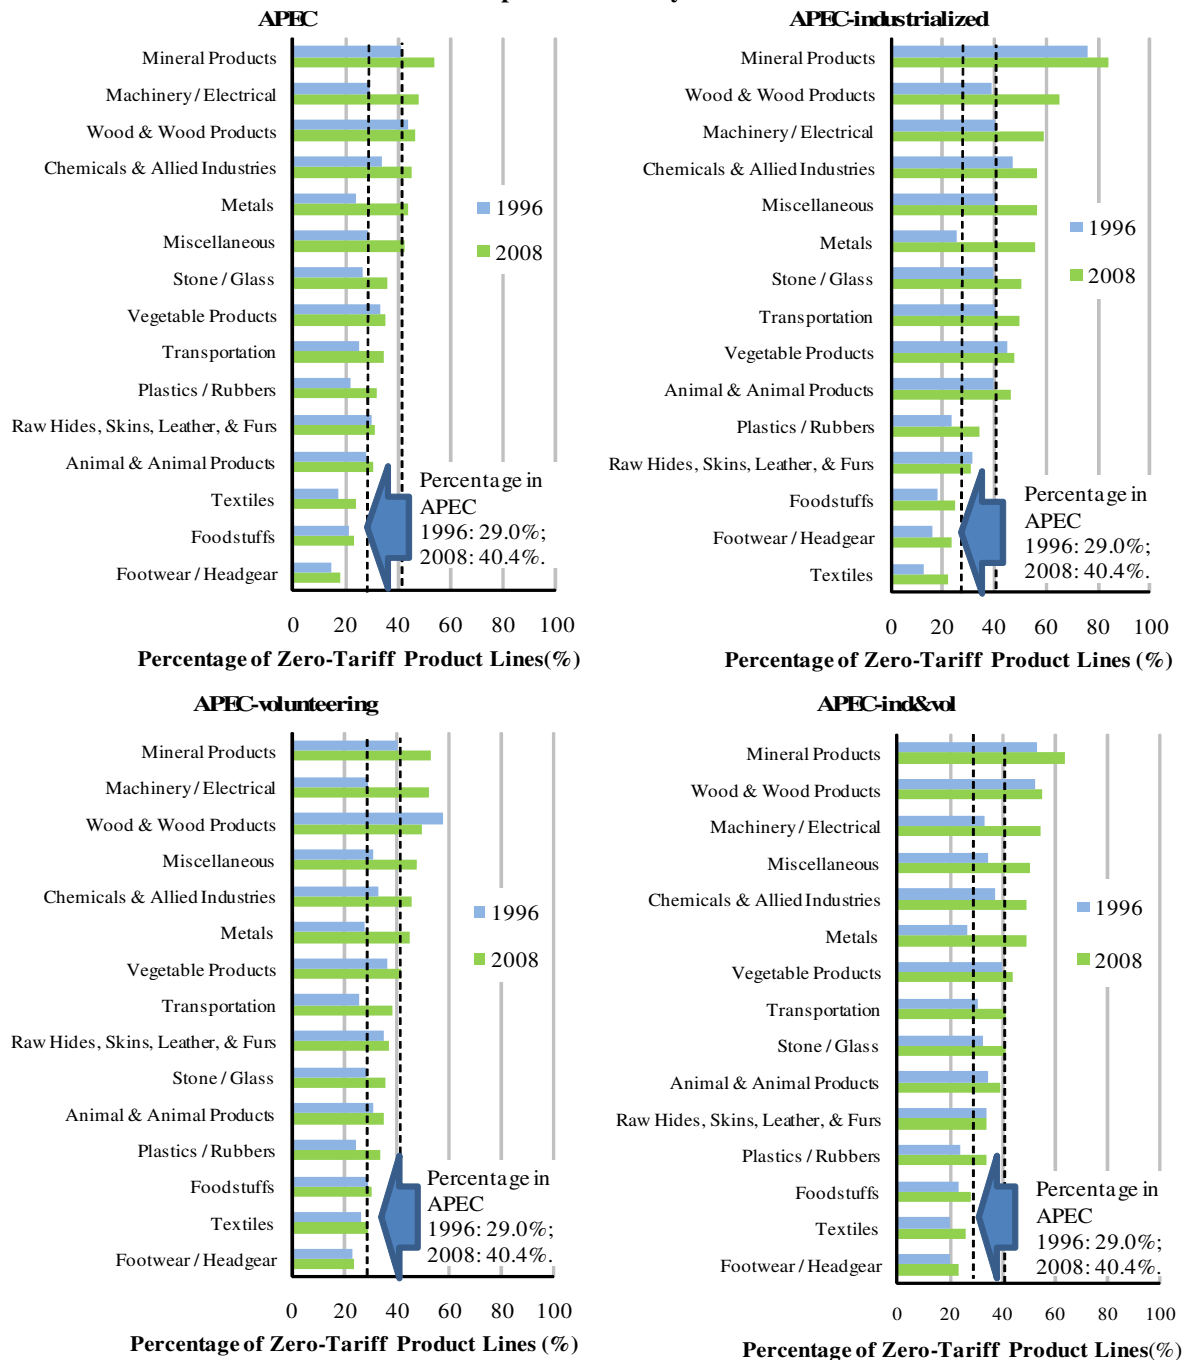 APEC
Mineral Products
Machinery / Electrical
Wood & Wood Products
Chemicals & Allied Industries
Metals
Miscellaneous
Stone / Glass
Vegetable Products
Transportation
Plastics / Rubbers
Raw Hides, Skins, Leather, & Furs
Animal & Animal Products
Textiles
Foodstuffs
Footwear / Headgear
1996
2008
Percentage in
APEC
1996: 29.0%;
2008: 40.4%.
0 20 40 60 80 100
Percentage of Zero-Tariff Product Lines(%)
APEC-industrialized
Mineral Products
Wood & Wood Products
Machinery / Electrical
Chemicals & Allied Industries
Miscellaneous
Metals
Stone / Glass
Transportation
Vegetable Products
Animal & Animal Products
Plastics / Rubbers
Raw Hides, Skins, Leather, & Furs
Foodstuffs
Footwear / Headgear
Textiles
1996
2008
Percentage in
APEC
1996: 29.0%;
2008: 40.4%.
0 20 40 60 80 100
Percentage of Zero-Tariff Product Lines (%)
APEC-volunteering
Mineral Products
Machinery / Electrical
Wood & Wood Products
Miscellaneous
Chemicals & Allied Industries
Metals
Vegetable Products
Transportation
Raw Hides, Skins, Leather, & Furs
Stone / Glass
Animal & Animal Products
Plastics / Rubbers
Foodstuffs
Textiles
Footwear / Headgear
1996
2008
Percentage in
APEC
1996: 29.0%;
2008: 40.4%.
0 20 40 60 80 100
Percentage of Zero-Tariff Product Lines (%)
APEC-ind&vol
Mineral Products
Wood & Wood Products
Machinery / Electrical
Miscellaneous
Chemicals & Allied Industries
Metals
Vegetable Products
Transportation
Stone / Glass
Animal & Animal Products
Raw Hides, Skins, Leather, & Furs
Plastics / Rubbers
Foodstuffs
Textiles
Footwear / Headgear
1996
2008
Percentage in
APEC
1996: 29.0%;
2008: 40.4%.
0 20 40 60 80 100
Percentage of Zero-Tariff Product Lines(%)